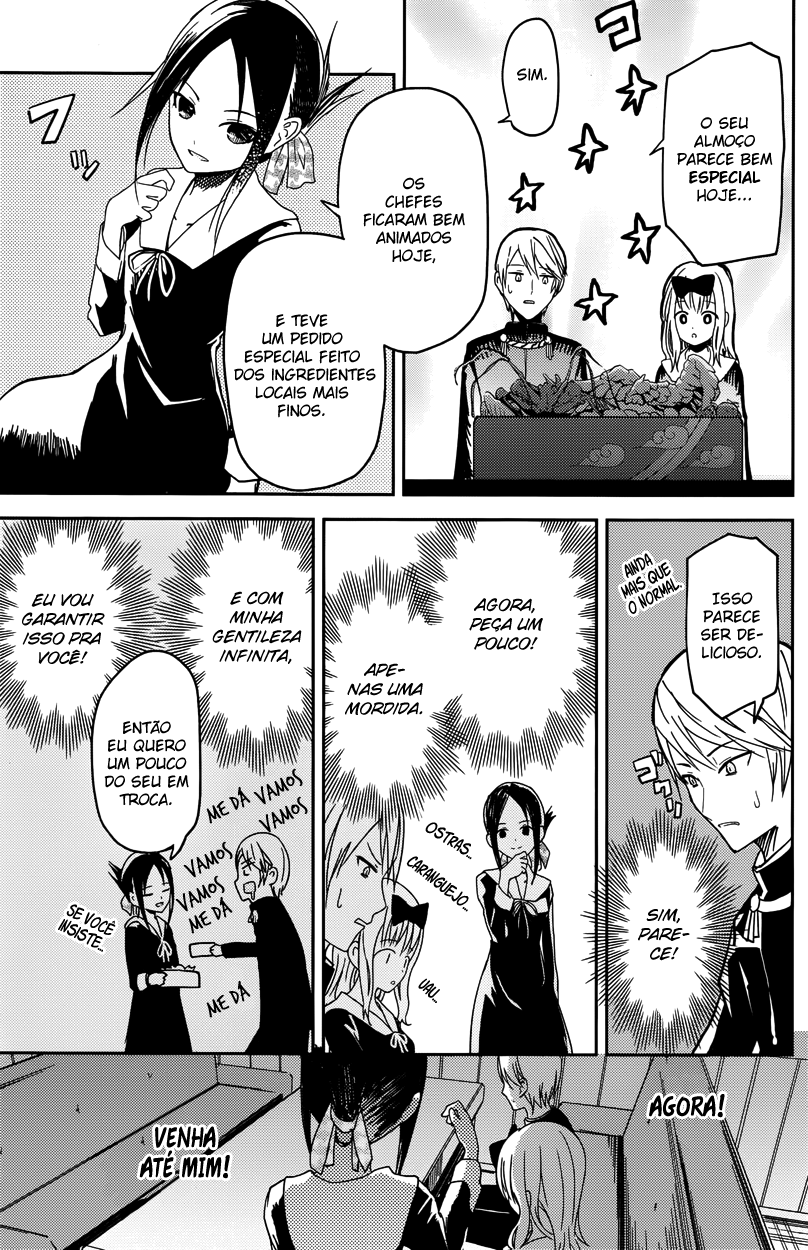 O SEU
ALMOÇO
PARECE BEM
ESPECIAL
HOJE...
SIM.
OS
CHEFES
FICARAM BEM
ANIMADOS
HOJE,
E TEVE
UM PEDIDO
ESPECIAL FEITO
DOS INGREDIENTES
LOCAIS MAIS
FINOS.
ISSO
PARECE
SER DE-
LICIOSO.
AINDA
MAIS QUE
O NORMAL.
SIM,
PARE-
CE!
AGORA,
PEÇA UM
POUCO!
APE-
NAS UMA
MORDIDA.
OSTRAS...
CARANGUEJO...
UAU...
E COM
MINHA
GENTILEZA
INFINITA,
EU VOU
GARANTIR
ISSO PRA
VOCÊ!
ENTÃO
EU QUERO
UM POUCO
DO SEU EM
TROCA.
ME DÁ
VAMOS
VAMOS
VAMOS
VAMOS
ME DÁ
ME DÁ
SE VOCÊ
INSISTE...
AGORA!
VENHA
ATÉ MIM!